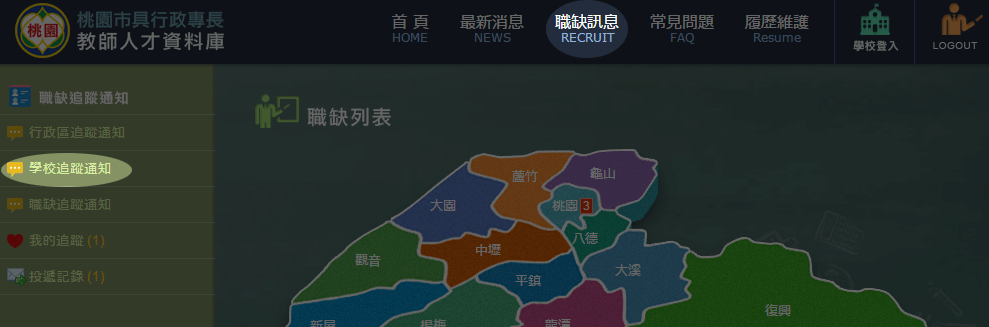 桃園
桃園市具行政專長
教師人才資料庫
首 頁
HOME
最新消息
NEWS
職缺訊息
RECRUIT
常見問題
FAQ
履歷維護
Resume
學校登入
LOGOUT
職缺追蹤通知
行政區追蹤通知
學校追蹤通知
職缺追蹤通知
我的追蹤 (1)
投遞記錄 (1)
職缺列表
蘆竹
龜山
大園
桃園 3
八德
中壢
觀音
平鎮
大溪
復興
新屋
楊梅
龍潭